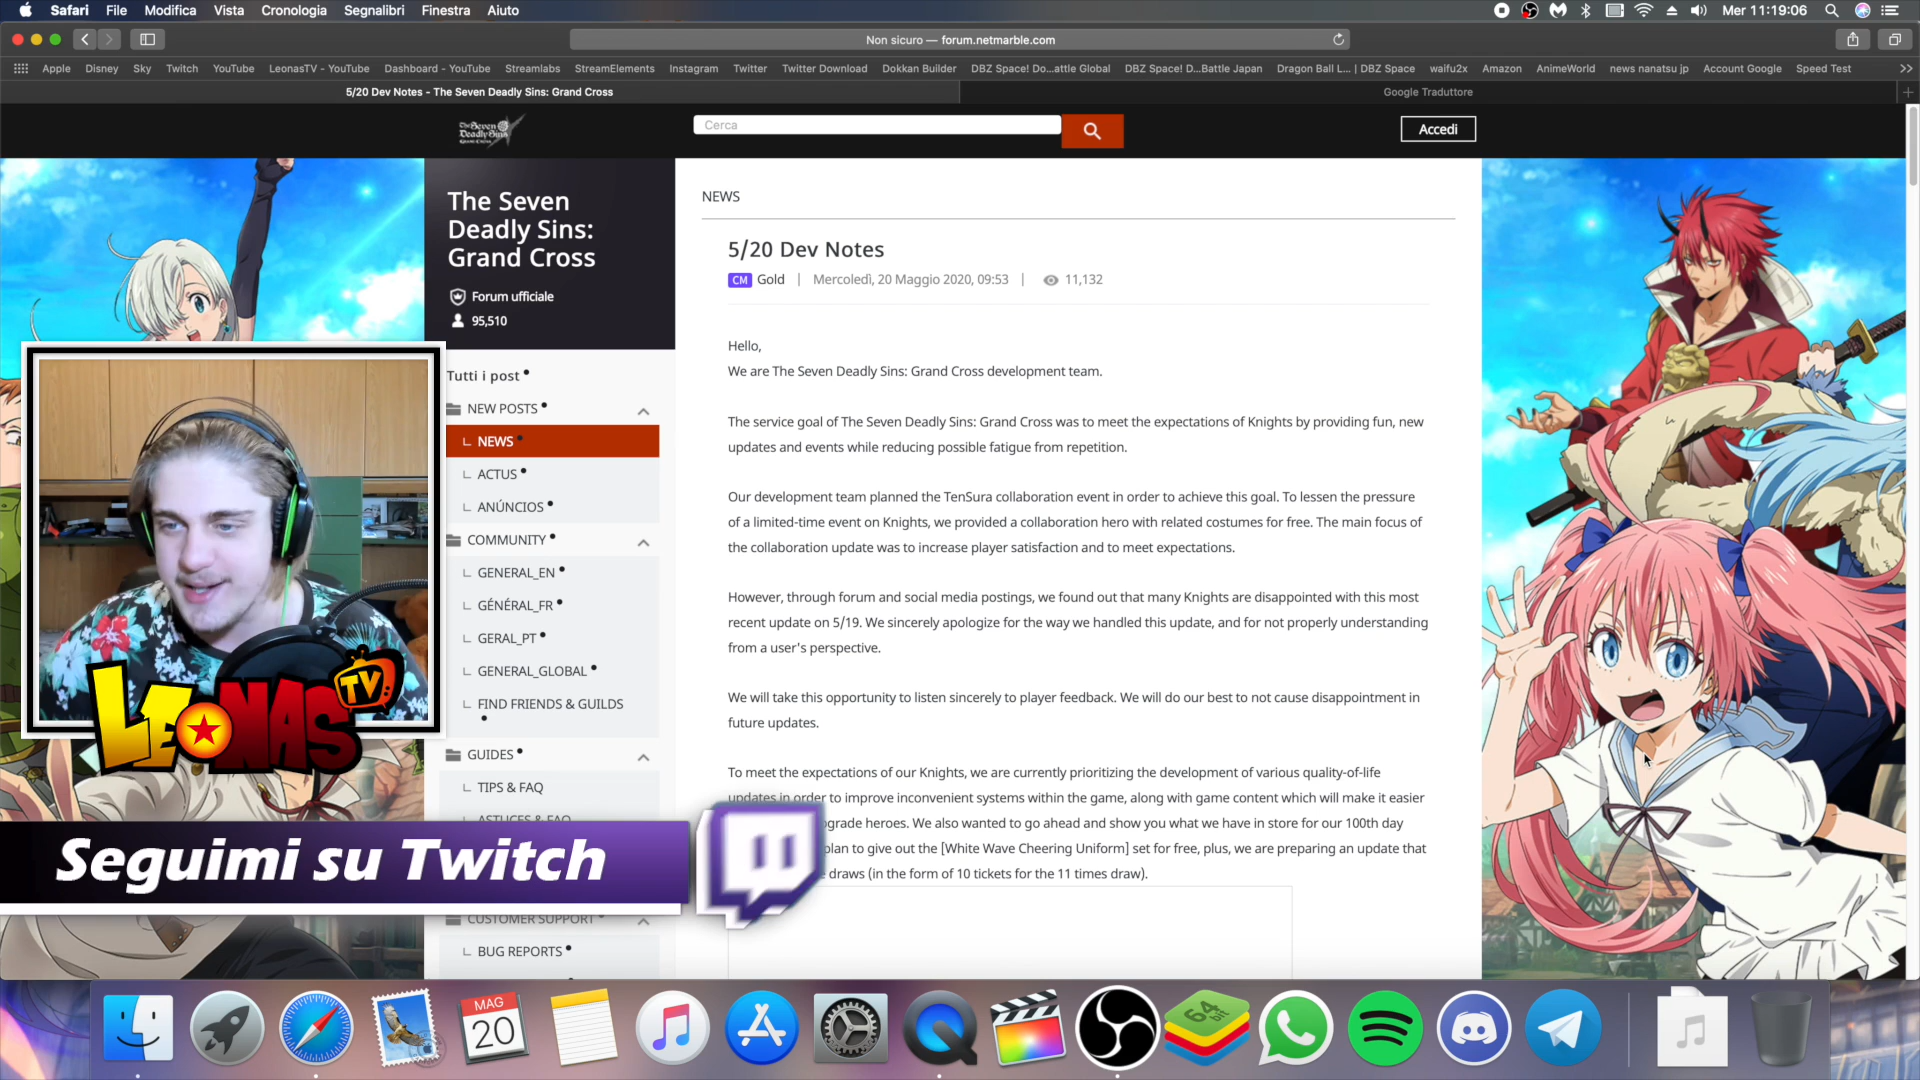 Safari File Modifica Vista Cronologia Segnalibri Finestra Aiuto
Mer 11:19:06
Non sicuro — forum.netmarble.com
Apple Disney Sky Twitch YouTube LeonasTV - YouTube Dashboard - YouTube Streamlabs StreamElements Instagram Twitter Twitter Download Dokkan Builder DBZ Space! Do...attle Global DBZ Space! D...Battle Japan Dragon Ball L... | DBZ Space waifu2x Amazon AnimeWorld news nanatsu jp Account Google Speed Test
5/20 Dev Notes - The Seven Deadly Sins: Grand Cross
Google Traduttore
The Seven
Deadly Sins
Grand Cross
Cerca
Accedi
The Seven
Deadly Sins:
Grand Cross
Forum ufficiale
95,510
Tutti i post
NEW POSTS
NEWS
ACTUS
ANÚNCIOS
COMMUNITY
GENERAL_EN
GÉNÉRAL_FR
GERAL_PT
GENERAL_GLOBAL
FIND FRIENDS & GUILDS
GUIDES
TIPS & FAQ
ASTUCES & FAQ
CUSTOMER SUPPORT
BUG REPORTS
NEWS
5/20 Dev Notes
CM Gold | Mercoledì, 20 Maggio 2020, 09:53 | 11,132
Hello,
We are The Seven Deadly Sins: Grand Cross development team.
The service goal of The Seven Deadly Sins: Grand Cross was to meet the expectations of Knights by providing fun, new
updates and events while reducing possible fatigue from repetition.
Our development team planned the TenSura collaboration event in order to achieve this goal. To lessen the pressure
of a limited-time event on Knights, we provided a collaboration hero with related costumes for free. The main focus of
the collaboration update was to increase player satisfaction and to meet expectations.
However, through forum and social media postings, we found out that many Knights are disappointed with this most
recent update on 5/19. We sincerely apologize for the way we handled this update, and for not properly understanding
from a user's perspective.
We will take this opportunity to listen sincerely to player feedback. We will do our best to not cause disappointment in
future updates.
To meet the expectations of our Knights, we are currently prioritizing the development of various quality-of-life
updates in order to improve inconvenient systems within the game, along with game content which will make it easier
grade heroes. We also wanted to go ahead and show you what we have in store for our 100th day
plan to give out the [White Wave Cheering Uniform] set for free, plus, we are preparing an update that
draws (in the form of 10 tickets for the 11 times draw).
LEONAS TV
Seguimi su Twitch
MAG
20
64
bit